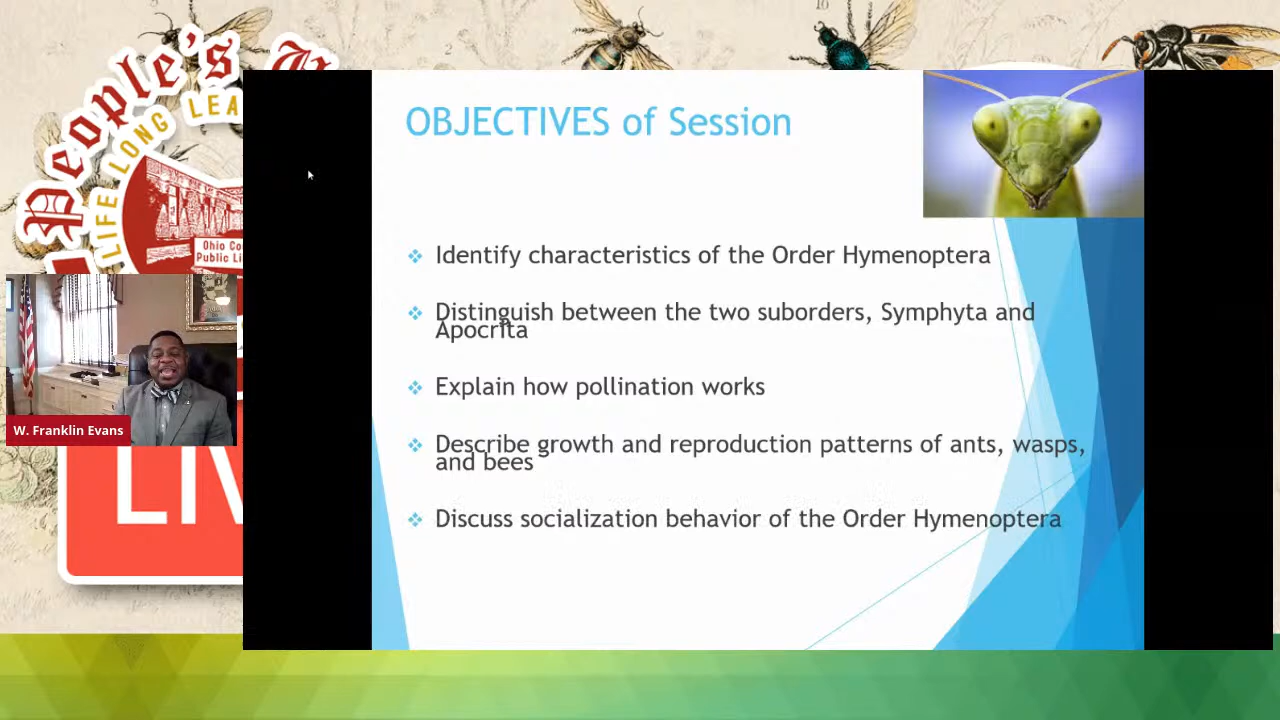 People's
LIFE LONG LEA
Ohio Co
Public Li
LIV
W. Franklin Evans
10
2
OBJECTIVES of Session
Identify characteristics of the Order Hymenoptera
Distinguish between the two suborders, Symphyta and
Apocrita
Explain how pollination works
Describe growth and reproduction patterns of ants, wasps,
and bees
Discuss socialization behavior of the Order Hymenoptera